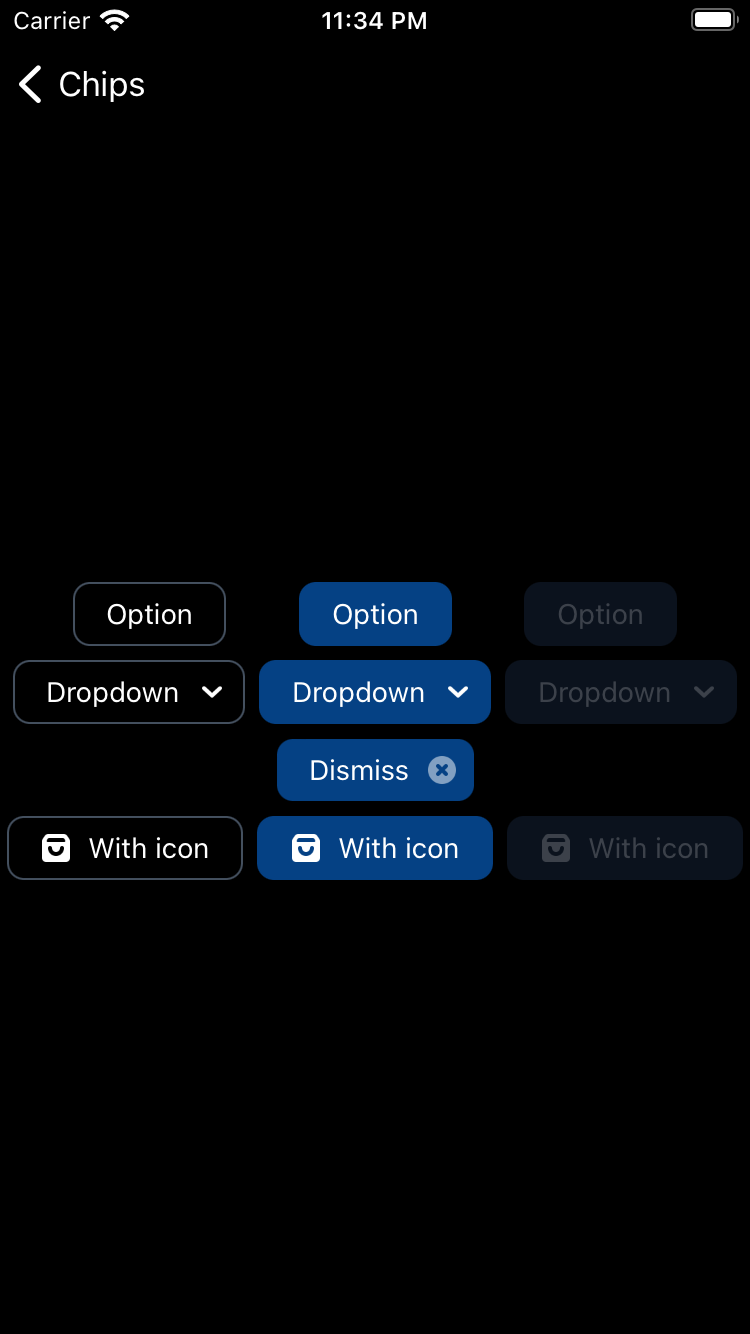 Carrier 11:34 PM
Chips
Option Option Option
Dropdown Dropdown Dropdown
Dismiss
With icon With icon With icon